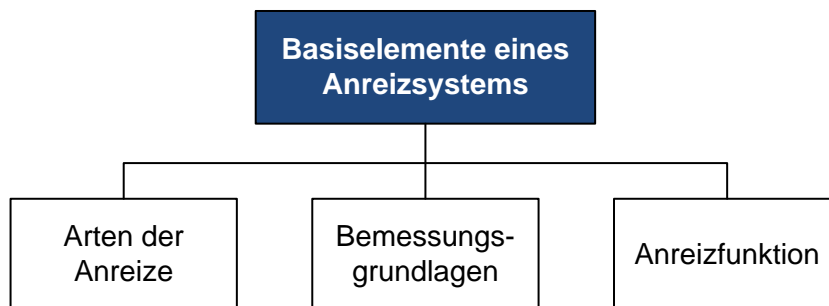 Basiselemente eines
Anreizsystems
Arten der
Anreize
Bemessungs-
grundlagen
Anreizfunktion